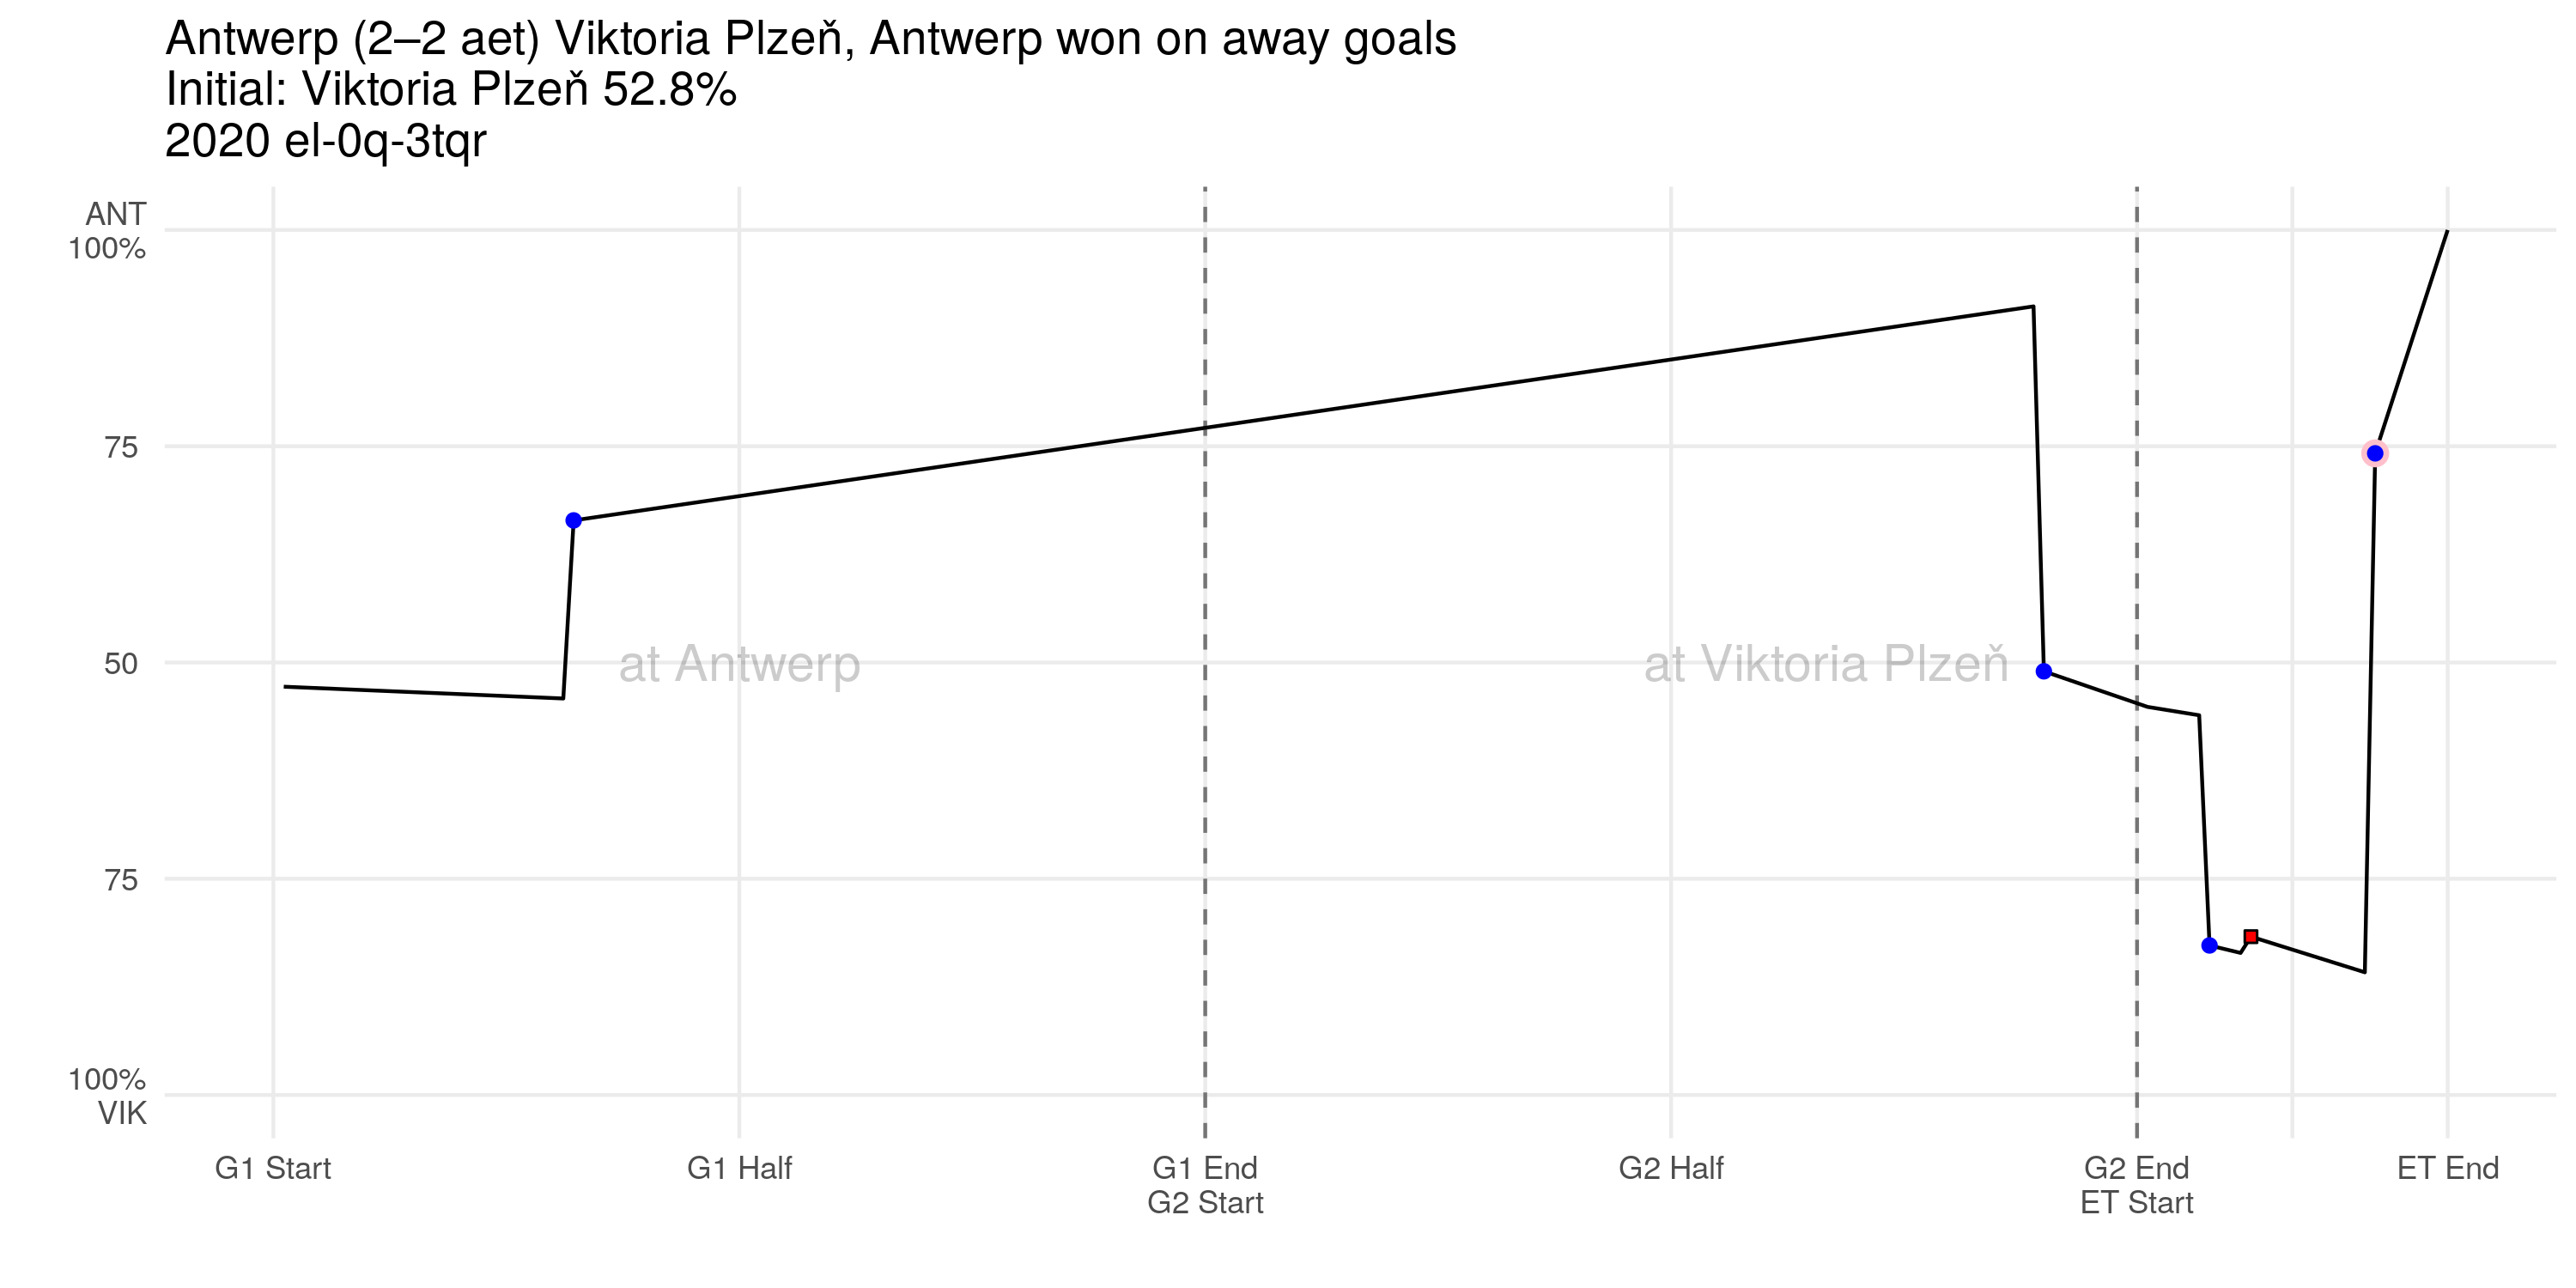 Antwerp (2–2 aet) Viktoria Plzeň, Antwerp won on away goals
Initial: Viktoria Plzeň 52.8%
2020 el-0q-3tqr
ANT
100%
75
50
75
100%
VIK
at Antwerp
at Viktoria Plzeň
G1 Start
G1 Half
G1 End
G2 Start
G2 Half
G2 End
ET Start
ET End